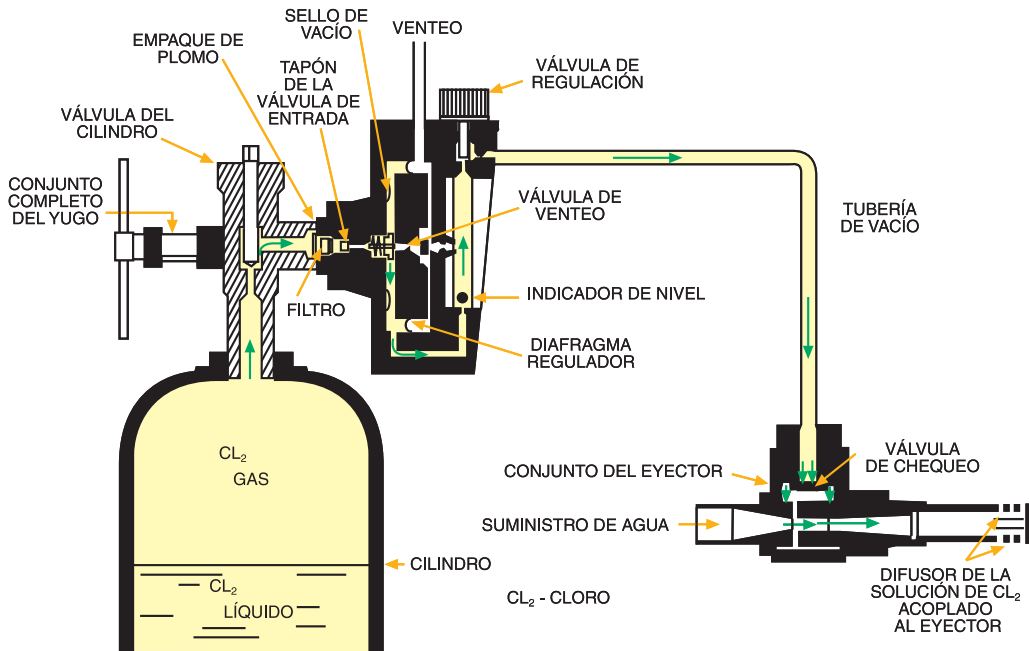 SELLO DE
VACÍO
VENTEO
EMPAQUE DE
PLOMO
TAPÓN
DE LA
VÁLVULA DE
ENTRADA
VÁLVULA DE
REGULACIÓN
VÁLVULA DEL
CILINDRO
CONJUNTO
COMPLETO
DEL YUGO
VÁLVULA DE
VENTEO
TUBERÍA
DE VACÍO
FILTRO
INDICADOR DE NIVEL
DIAFRAGMA
REGULADOR
CL₂
GAS
CONJUNTO DEL EYECTOR
VÁLVULA
DE CHEQUEO
SUMINISTRO DE AGUA
CILINDRO
CL₂
LÍQUIDO
CL₂ - CLORO
DIFUSOR DE LA
SOLUCIÓN DE CL₂
ACOPLADO
AL EYECTOR